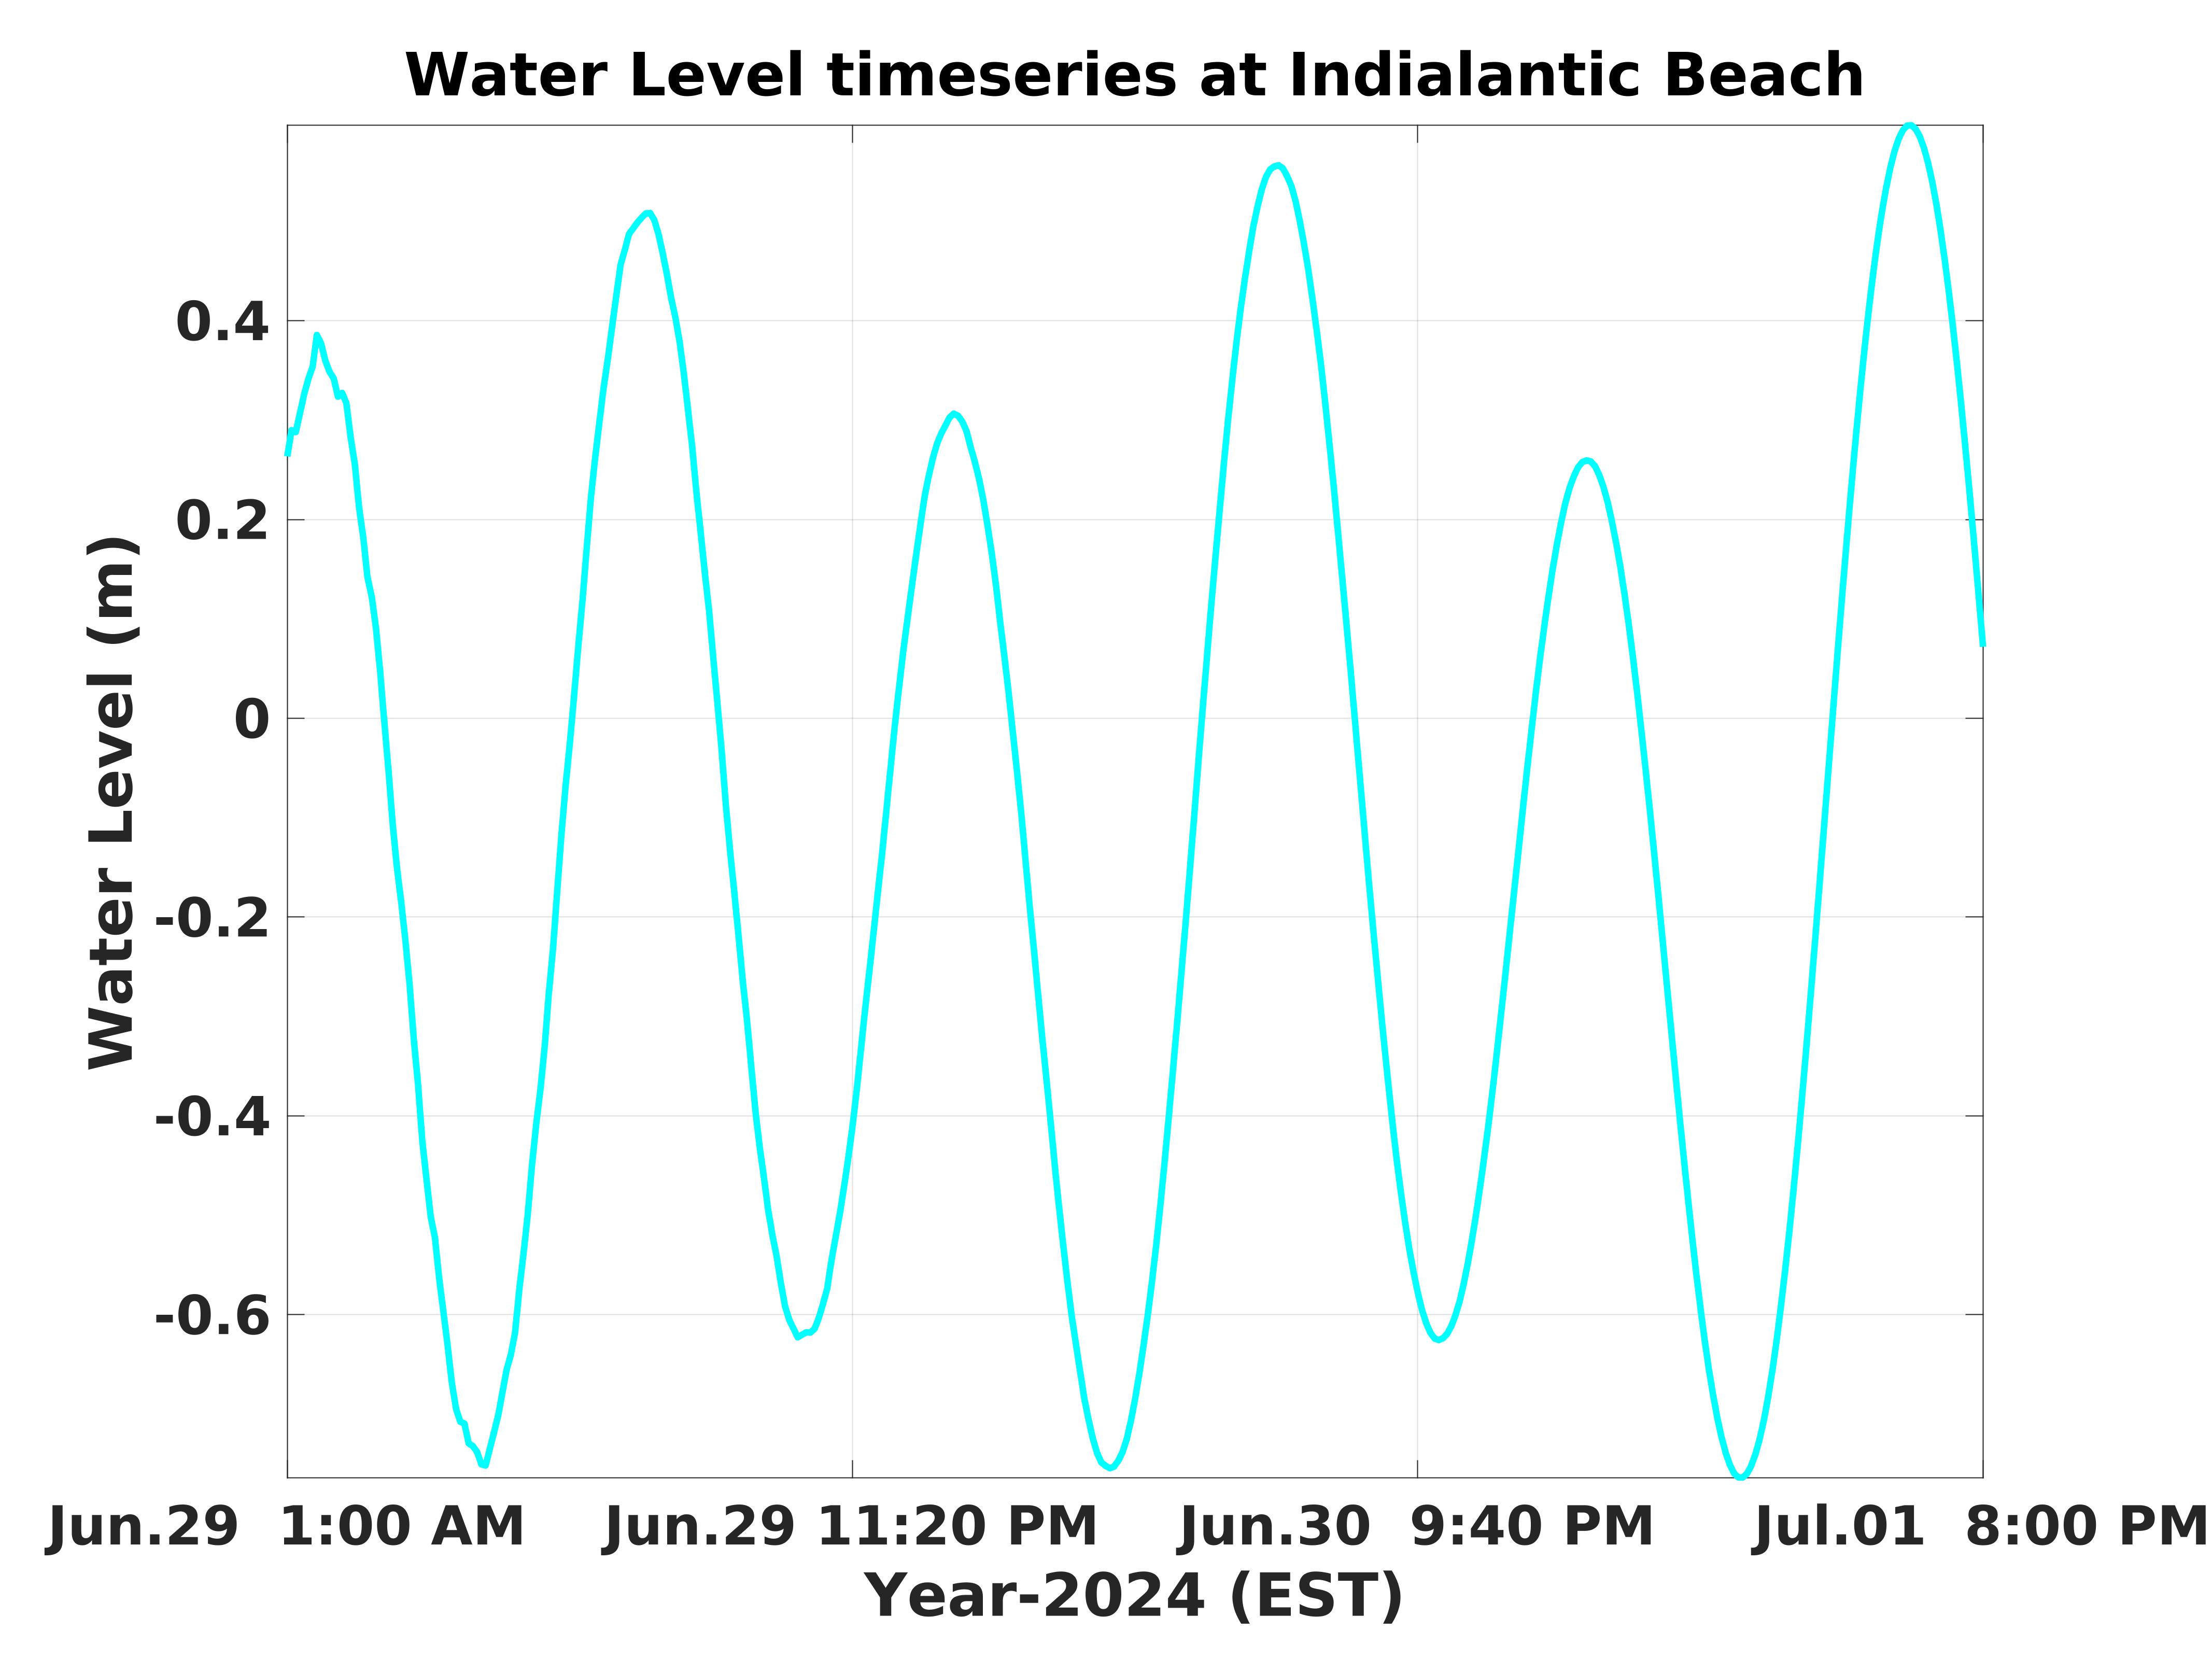 Water Level timeseries at Indialantic Beach
Water Level (m)
0.4
0.2
0
-0.2
-0.4
-0.6
Jun.29  1:00 AM Jun.29 11:20 PM Jun.30  9:40 PM Jul.01  8:00 PM
Year-2024 (EST)